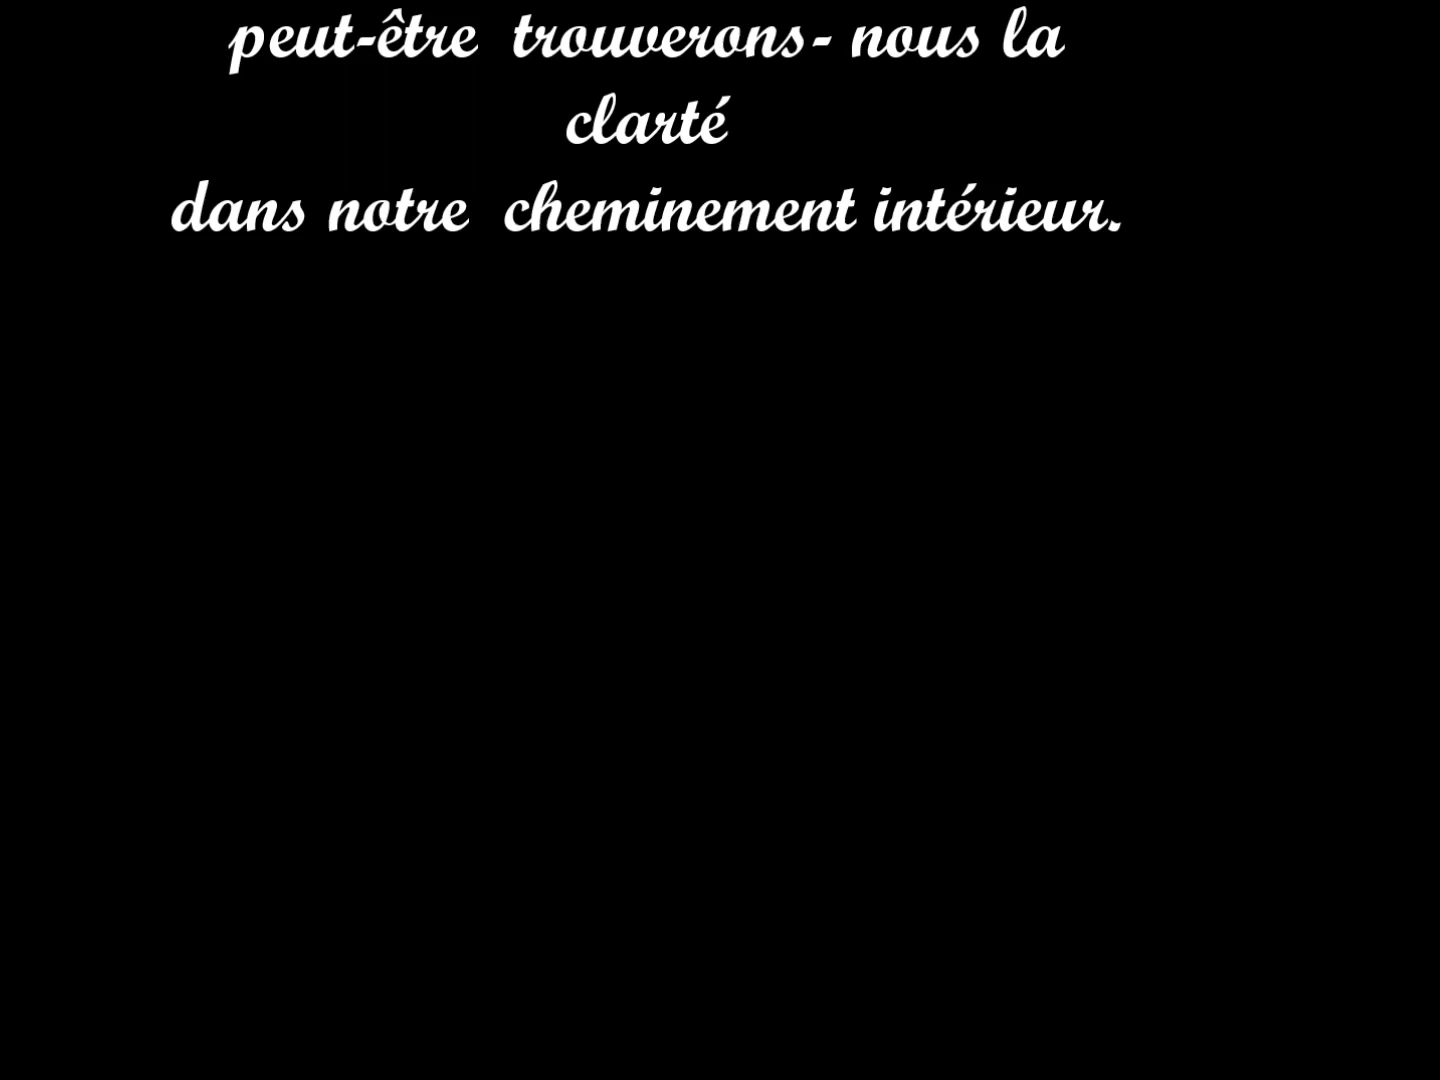 peut-être trouverons- nous la
clarté
dans notre cheminement intérieur.